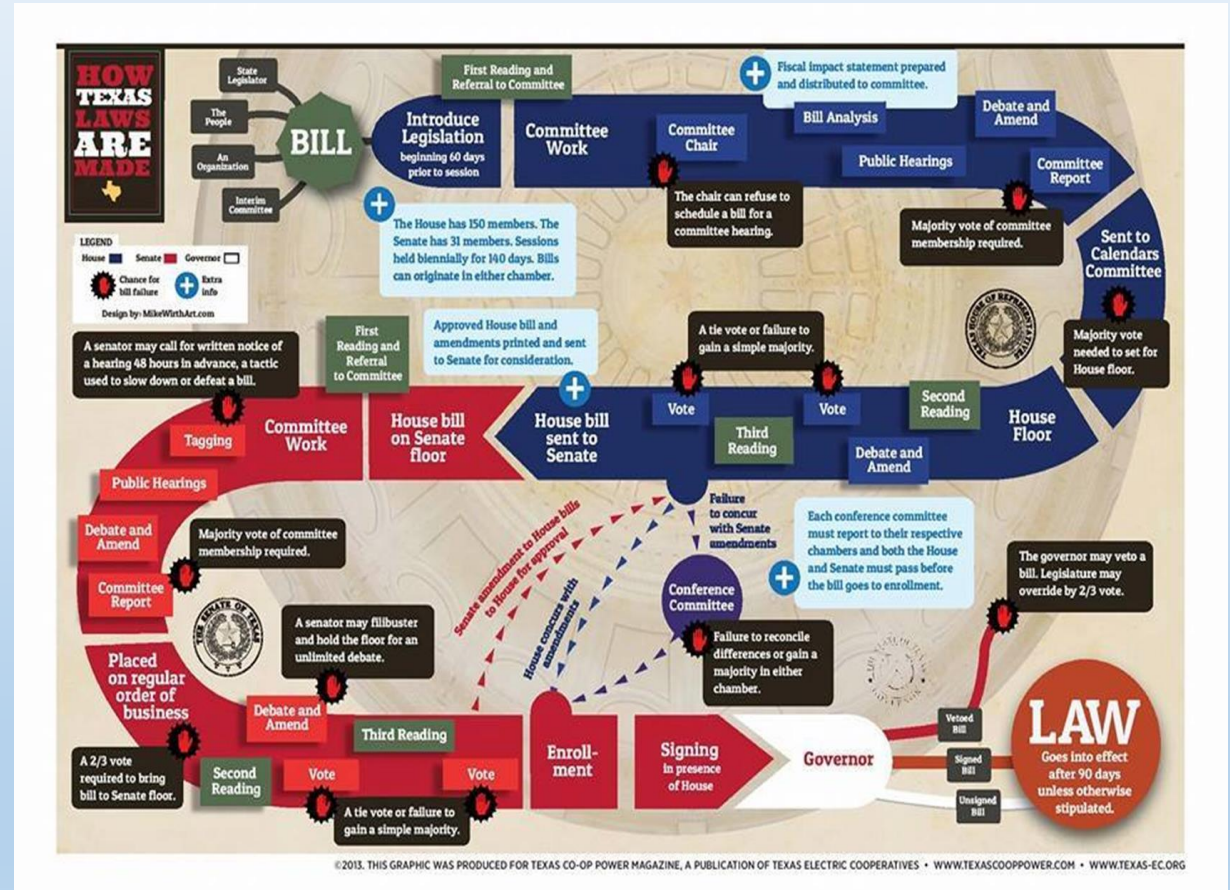 HOW
TEXAS
LAWS
ARE
MADE
State
Legislator
The
People
An
Organization
Interim
Committee
BILL
First Reading and
Referral to Committee
Introduce
Legislation
beginning 60 days
prior to session
Committee
Work
Committee
Chair
The chair can refuse to
schedule a bill for a
committee hearing.
Fiscal impact statement prepared
and distributed to committee.
Bill Analysis
Public Hearings
Debate and
Amend
Committee
Report
Majority vote of committee
membership required.
The House has 150 members. The
Senate has 31 members. Sessions
held biennially for 140 days. Bills
can originate in either chamber.
LEGEND
House
Senate
Governor
Chance for
bill failure
Extra
info
Design by: MikeWirthArt.com
Sent to
Calendars
Committee
Majority vote
needed to set for
House floor.
House
Floor
Second
Reading
Debate and
Amend
Vote
Third
Reading
Vote
A tie vote or failure to
gain a simple majority.
House bill
sent to
Senate
Approved House bill and
amendments printed and sent
to Senate for consideration.
House bill
on Senate
floor
First
Reading and
Referral
to Committee
Committee
Work
A senator may call for written notice of
a hearing 48 hours in advance, a tactic
used to slow down or defeat a bill.
Tagging
Public Hearings
Debate and
Amend
Committee
Report
Majority vote of committee
membership required.
THE SENATE OF TEXAS
Placed
on regular
order of
business
A 2/3 vote
required to bring
bill to Senate floor.
Second
Reading
Debate and
Amend
A senator may filibuster
and hold the floor for an
unlimited debate.
Vote
Third Reading
Vote
A tie vote or failure to
gain a simple majority.
Senate amendment to House bills
to House for approval
House concurs with
amendments
Failure
to concur
with Senate
amendments
Conference
Committee
Each conference committee
must report to their respective
chambers and both the House
and Senate must pass before
the bill goes to enrollment.
Failure to reconcile
differences or gain a
majority in either
chamber.
Enroll-
ment
Signing
in presence
of House
Governor
The governor may veto a
bill. Legislature may
override by 2/3 vote.
Vetoed
Bill
Signed
Bill
Unsigned
Bill
LAW
Goes into effect
after 90 days
unless otherwise
stipulated.
©2013. THIS GRAPHIC WAS PRODUCED FOR TEXAS CO-OP POWER MAGAZINE, A PUBLICATION OF TEXAS ELECTRIC COOPERATIVES • WWW.TEXASCOOPPOWER.COM • WWW.TEXAS-EC.ORG